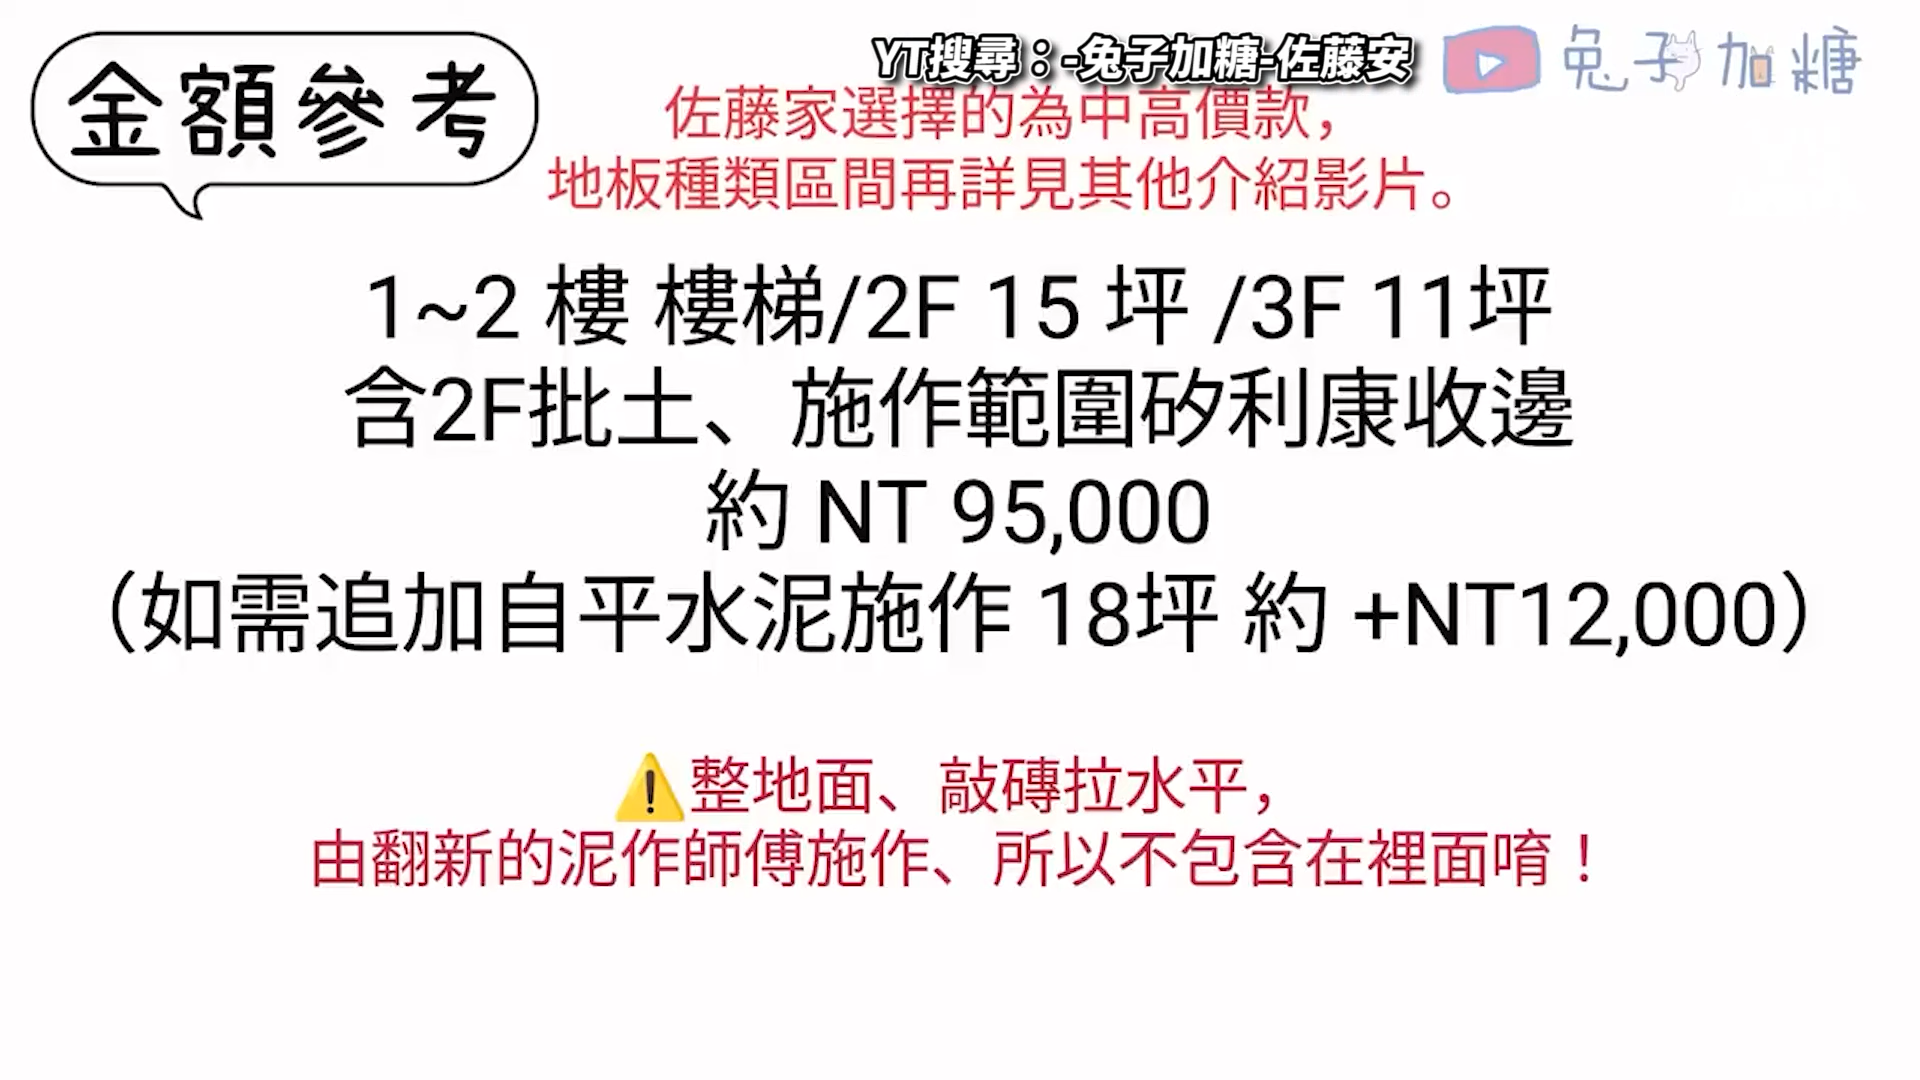 金額參考
YT搜尋：-兔子加糖-佐藤安
兔子加糖
佐藤家選擇的為中高價款，
地板種類區間再詳見其他介紹影片。
1~2 樓 樓梯/2F 15 坪 /3F 11坪
含2F批土、施作範圍矽利康收邊
約 NT 95,000
（如需追加自平水泥施作 18坪 約 +NT12,000）
⚠️整地面、敲磚拉水平，
由翻新的泥作師傅施作、所以不包含在裡面唷！